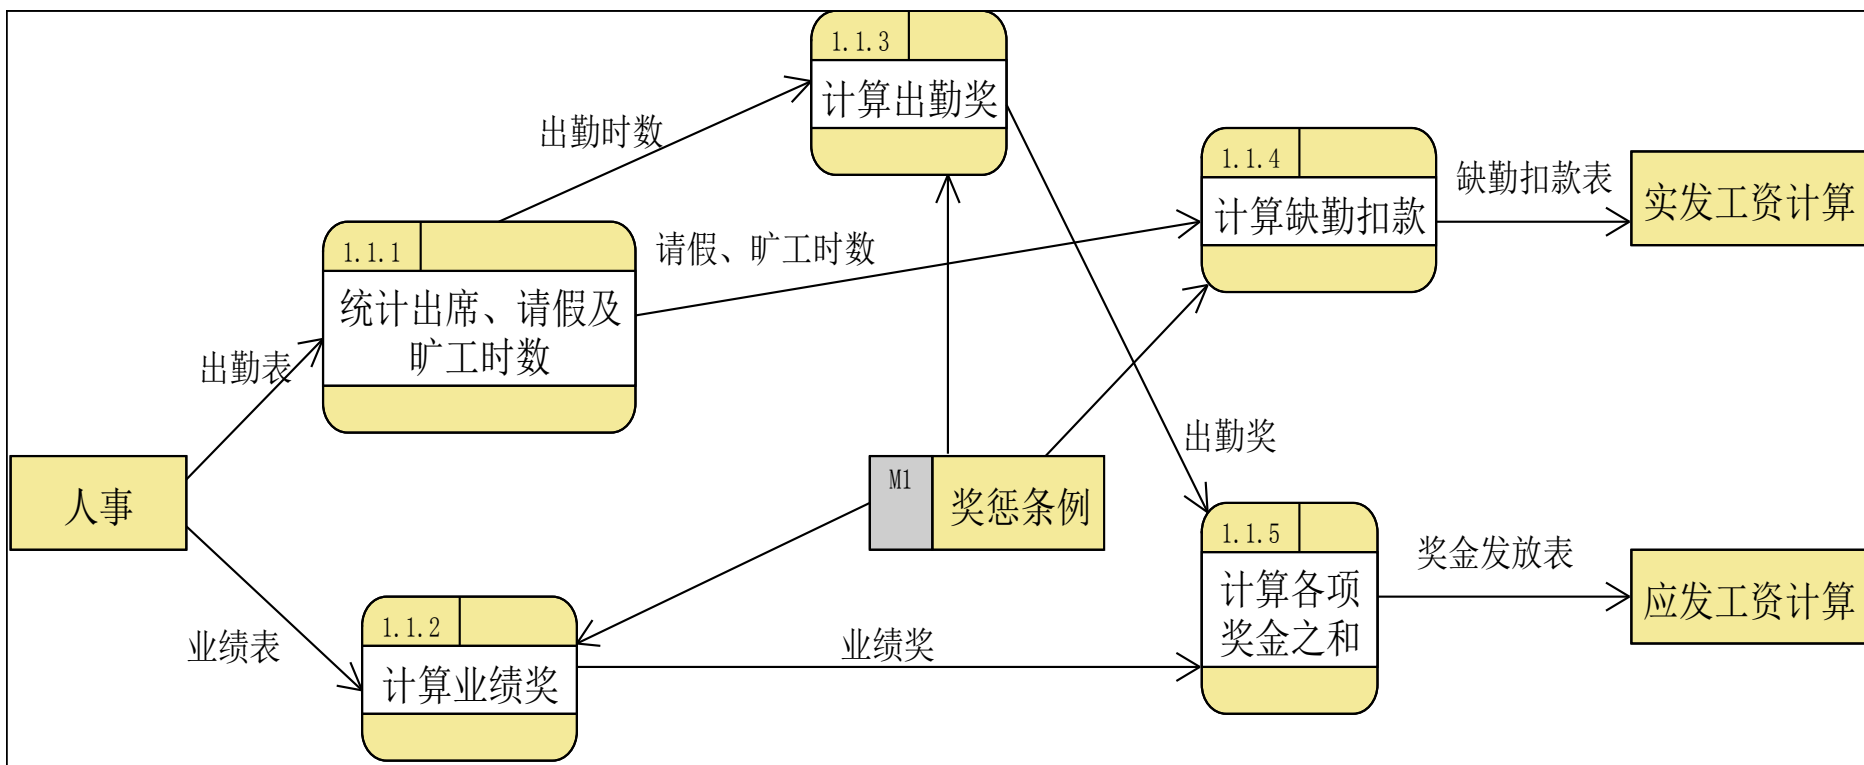 1.1.3
计算出勤奖
出勤时数
1.1.4
计算缺勤扣款
缺勤扣款表
实发工资计算
1.1.1
统计出席、请假及
旷工时数
请假、旷工时数
出勤表
出勤奖
人事
M1
奖惩条例
1.1.5
计算各项
奖金之和
奖金发放表
应发工资计算
业绩表
1.1.2
计算业绩奖
业绩奖